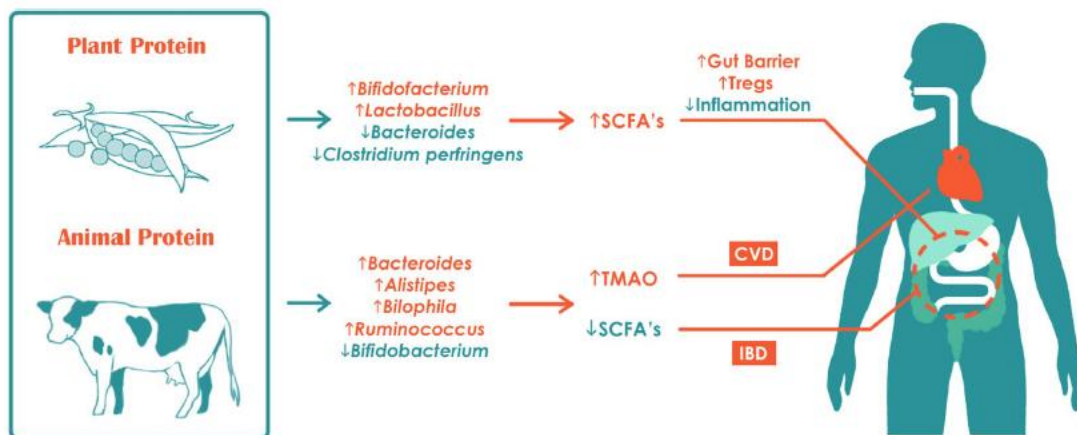 Plant Protein
↑Bifidofacterium
↑Lactobacillus
↓Bacteroides
↓Clostridium perfringens
↑SCFA's
↑Gut Barrier
↑Tregs
↓Inflammation
Animal Protein
↑Bacteroides
↑Alistipes
↑Bilophila
↑Ruminococcus
↓Bifidobacterium
↑TMAO
CVD
↓SCFA's
IBD